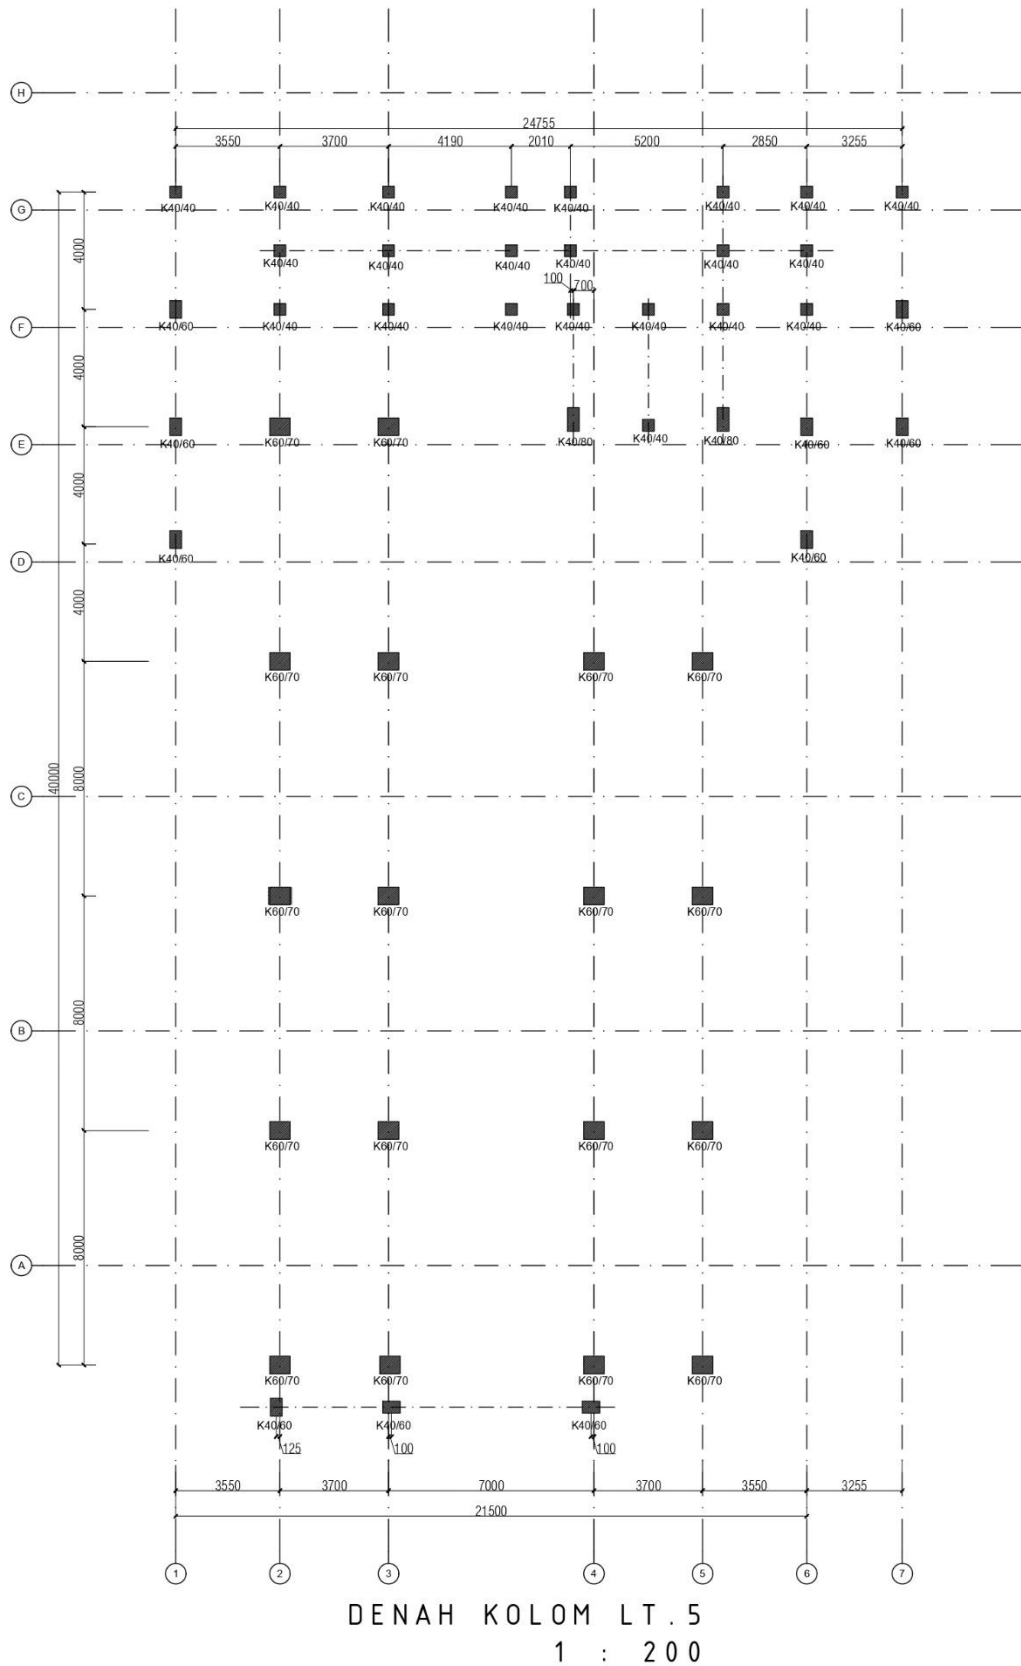 H
24755
3550 3700 4190 2010 5200 2850 3255
K40/40 K40/40 K40/40 K40/40 K40/40 K40/40 K40/40 K40/40
G
4000
K40/40 K40/40 K40/40 K40/40 K40/40 K40/40
100 700
K40/60 K40/40 K40/40 K40/40 K40/40 K40/40 K40/40 K40/40 K40/60
F
4000
K40/60 K60/70 K60/70 K40/80 K40/40 K40/80 K40/60 K40/60
E
4000
K40/60 K40/60
D
4000
K60/70 K60/70 K60/70 K60/70
40000
8000
C
K60/70 K60/70 K60/70 K60/70
8000
B
K60/70 K60/70 K60/70 K60/70
8000
A
K60/70 K60/70 K60/70 K60/70
K40/60 K40/60 K40/60
125 100 100
3550 3700 7000 3700 3550 3255
21500
1 2 3 4 5 6 7
DENAH KOLOM LT.5
1 : 200